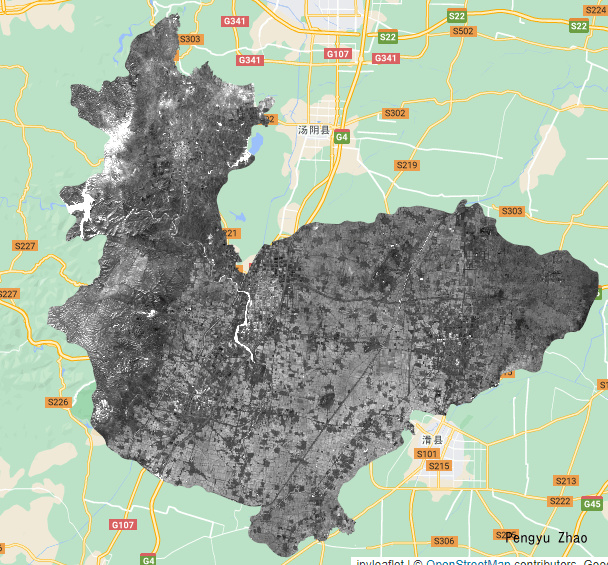 G341
S22
S224
S303
S22
S22
S502
G107
G341
G341
S302
汤阴县
G4
S219
S303
S227
S227
S226
滑县
S101
S215
S213
S222
G45
G107
G4
S306
Pengyu Zhao
ipyleaflet | © OpenStreetMap contributors, Goo